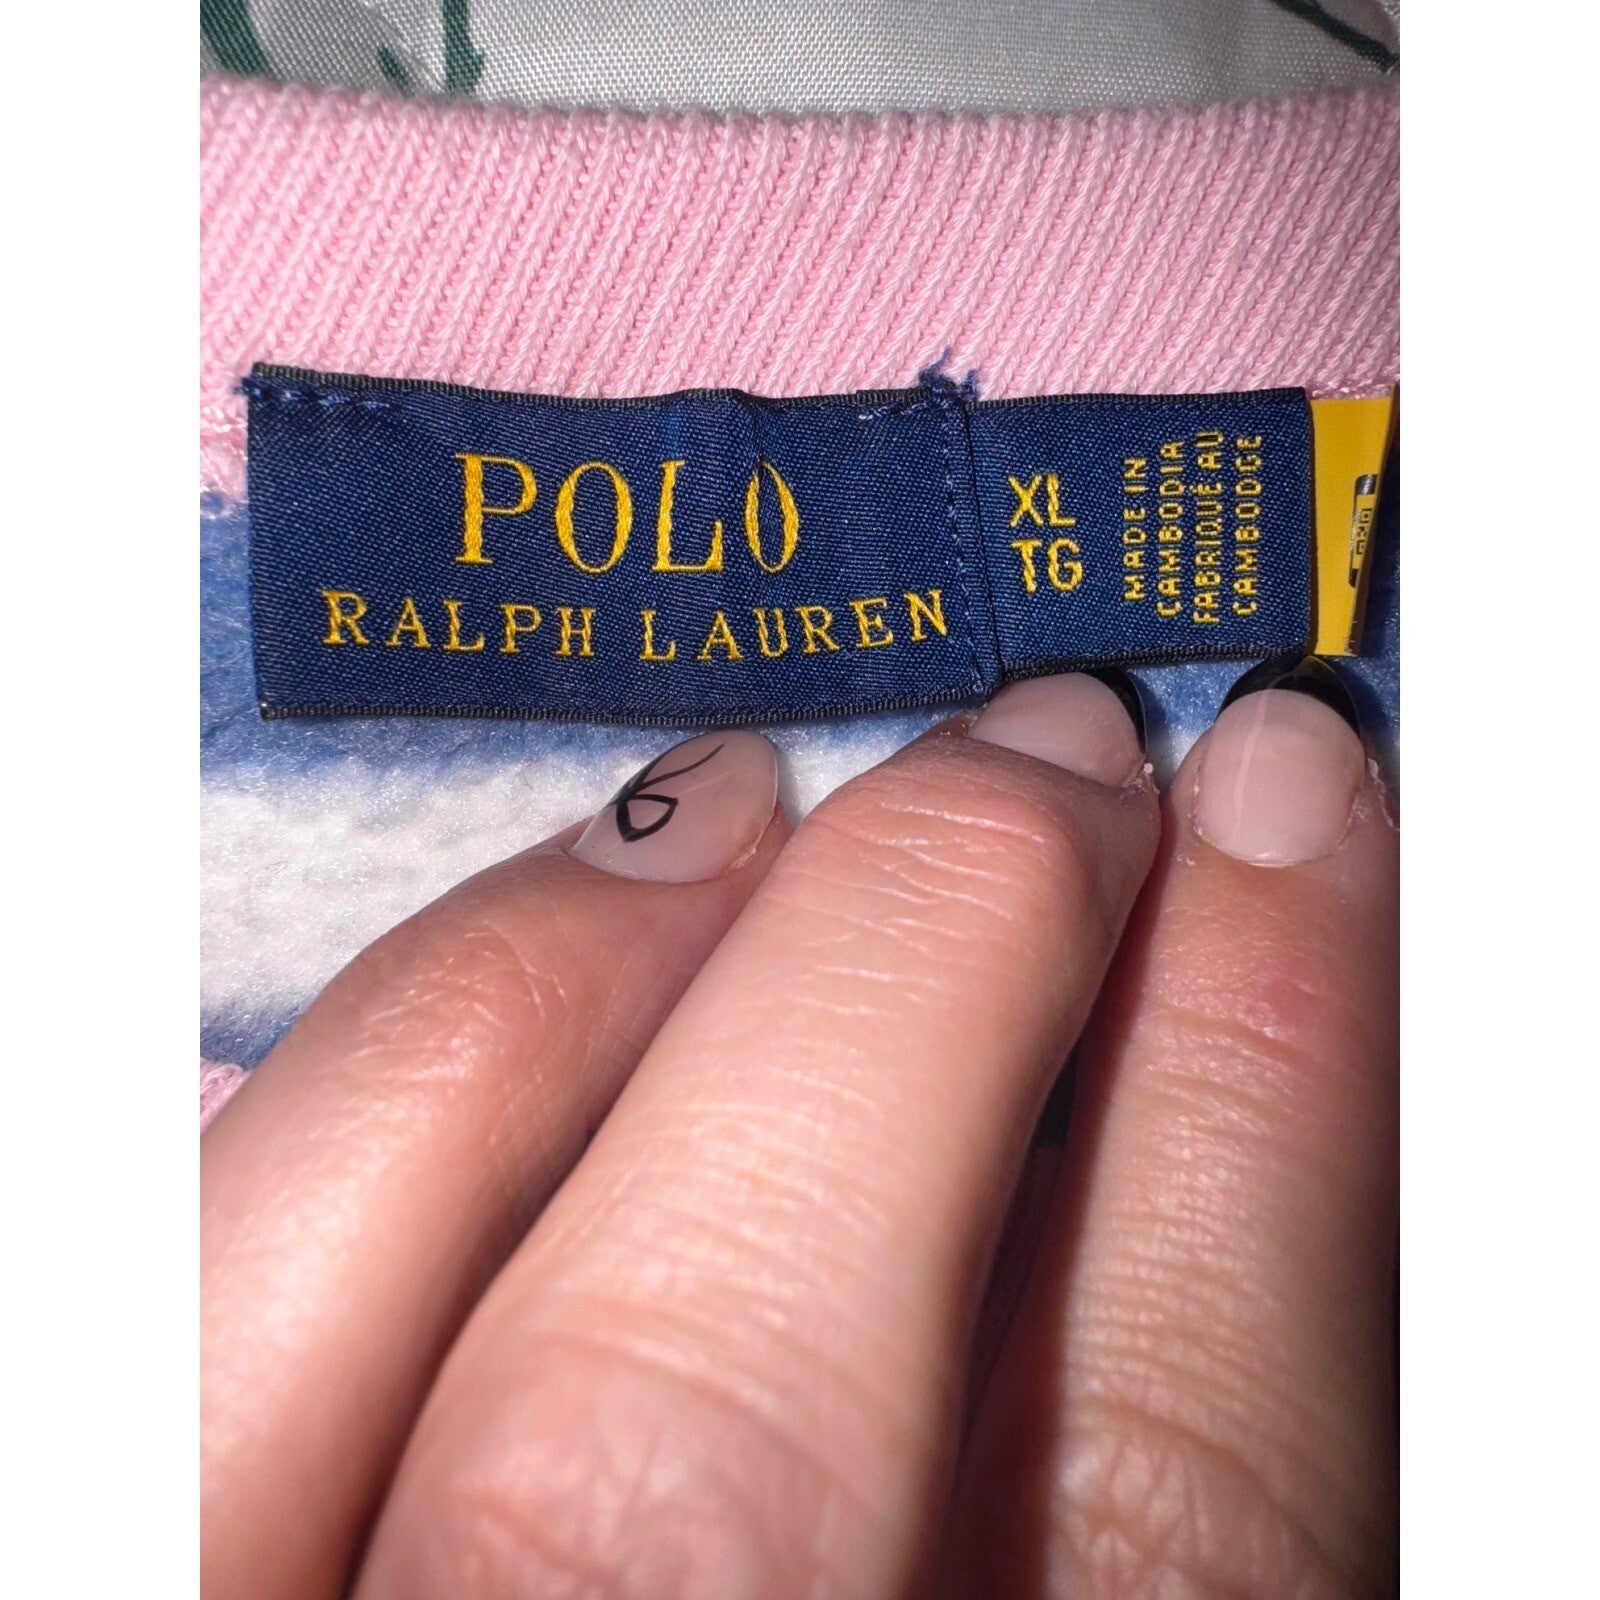 POLO
RALPH LAUREN
XL
TG
MADE IN
CAMBODIA
FABRIQUÉ AU
CAMBODGE